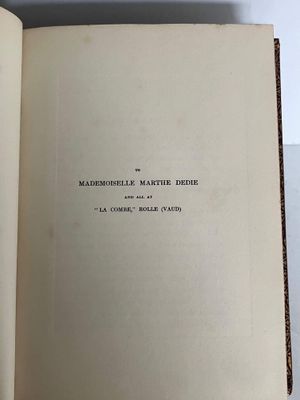 TO
MADEMOISELLE MARTHE DEDIE
AND ALL AT
"LA COMBE," ROLLE (VAUD)